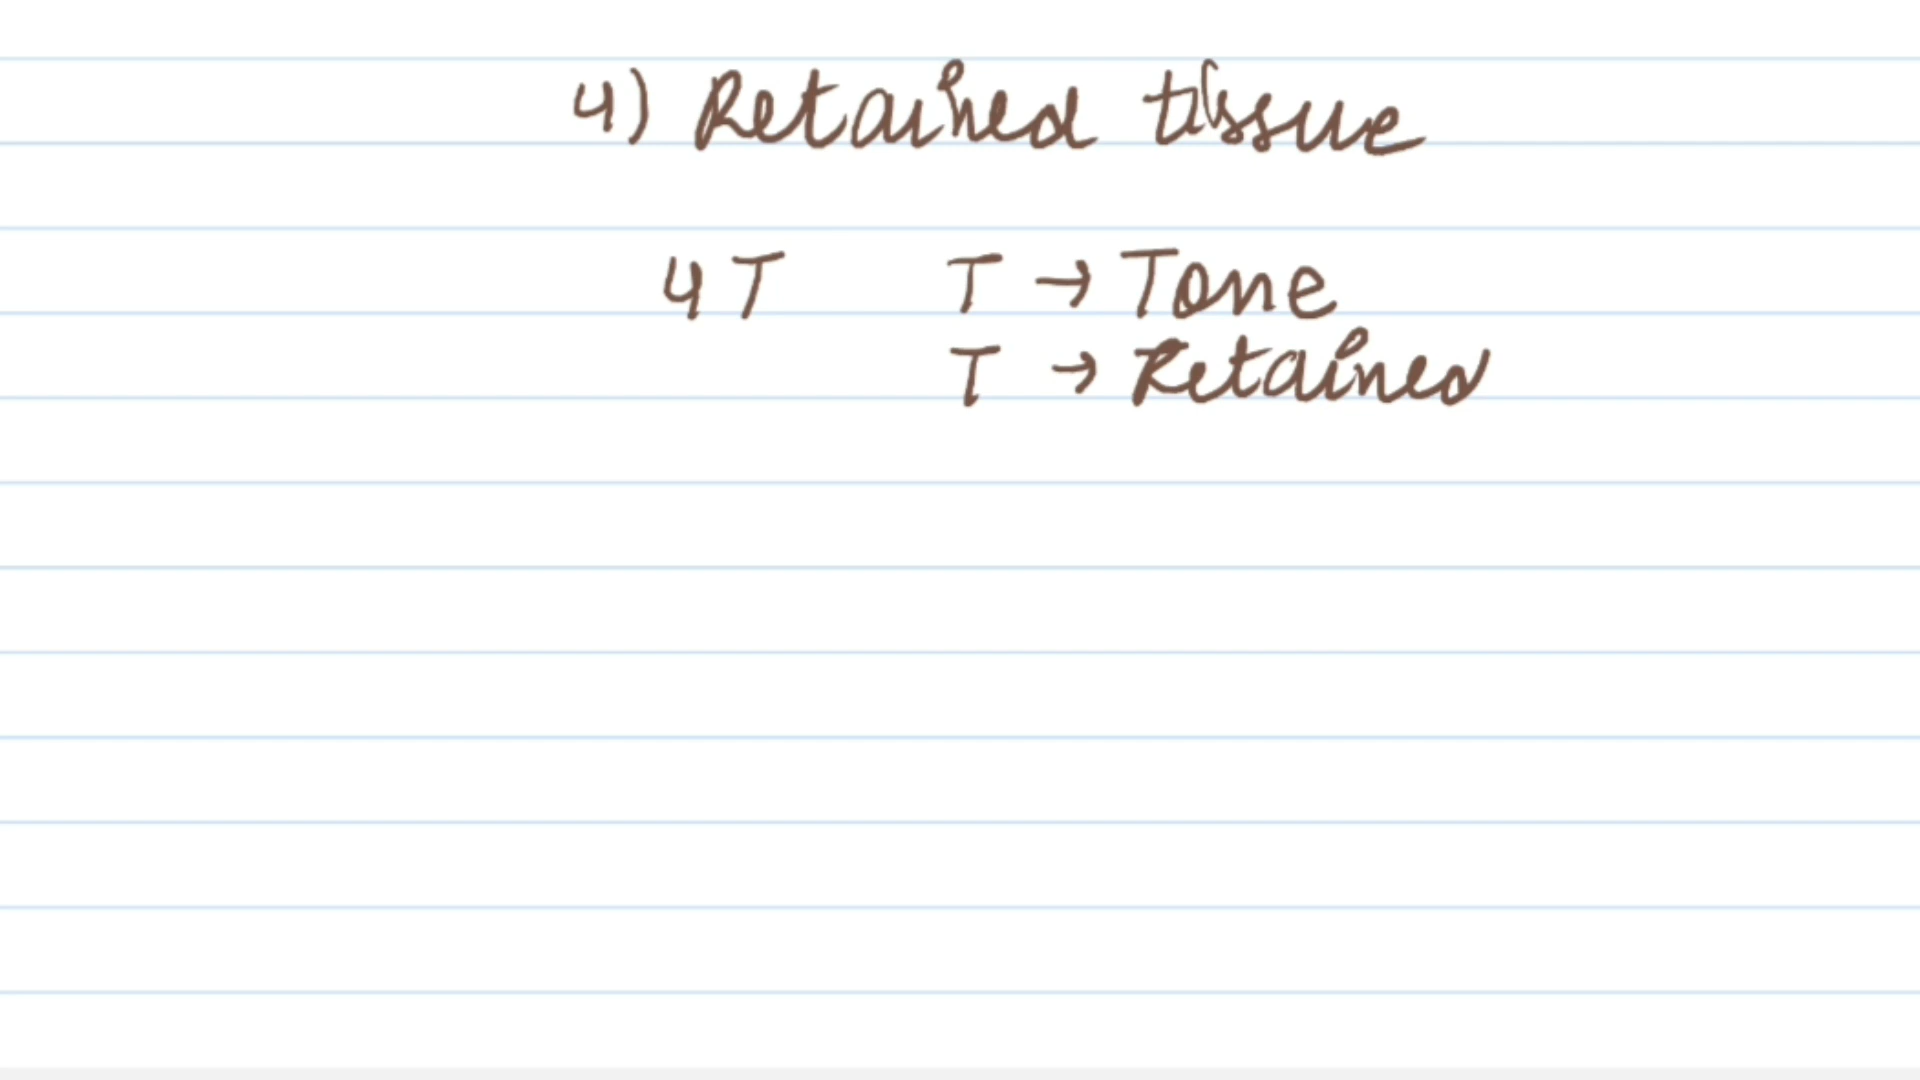 4) Retained tissue
4T T → Tone
T → Retained